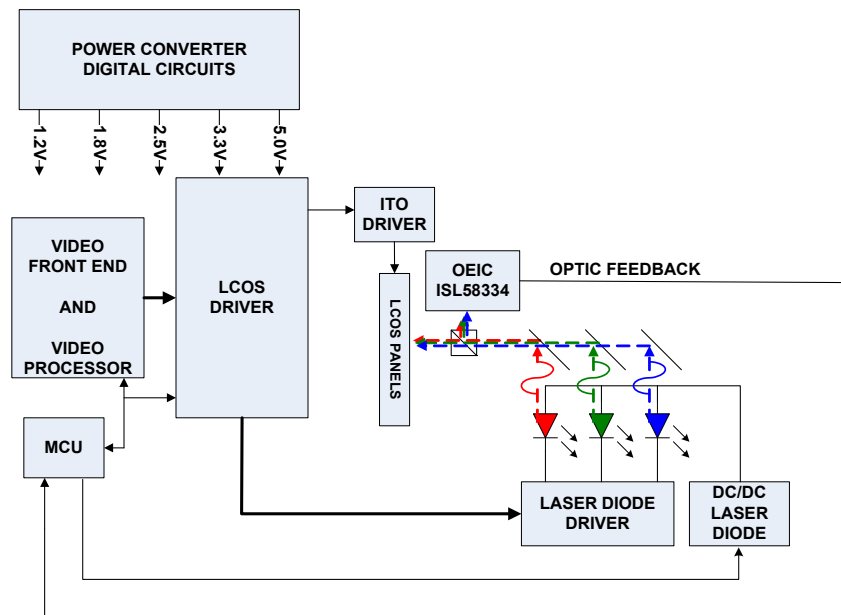 POWER CONVERTER
DIGITAL CIRCUITS
1.2V
1.8V
2.5V
3.3V
5.0V
ITO
DRIVER
VIDEO
FRONT END
AND
VIDEO
PROCESSOR
LCOS
DRIVER
LCOS PANELS
OEIC
ISL58334
OPTIC FEEDBACK
MCU
LASER DIODE
DRIVER
DC/DC
LASER
DIODE